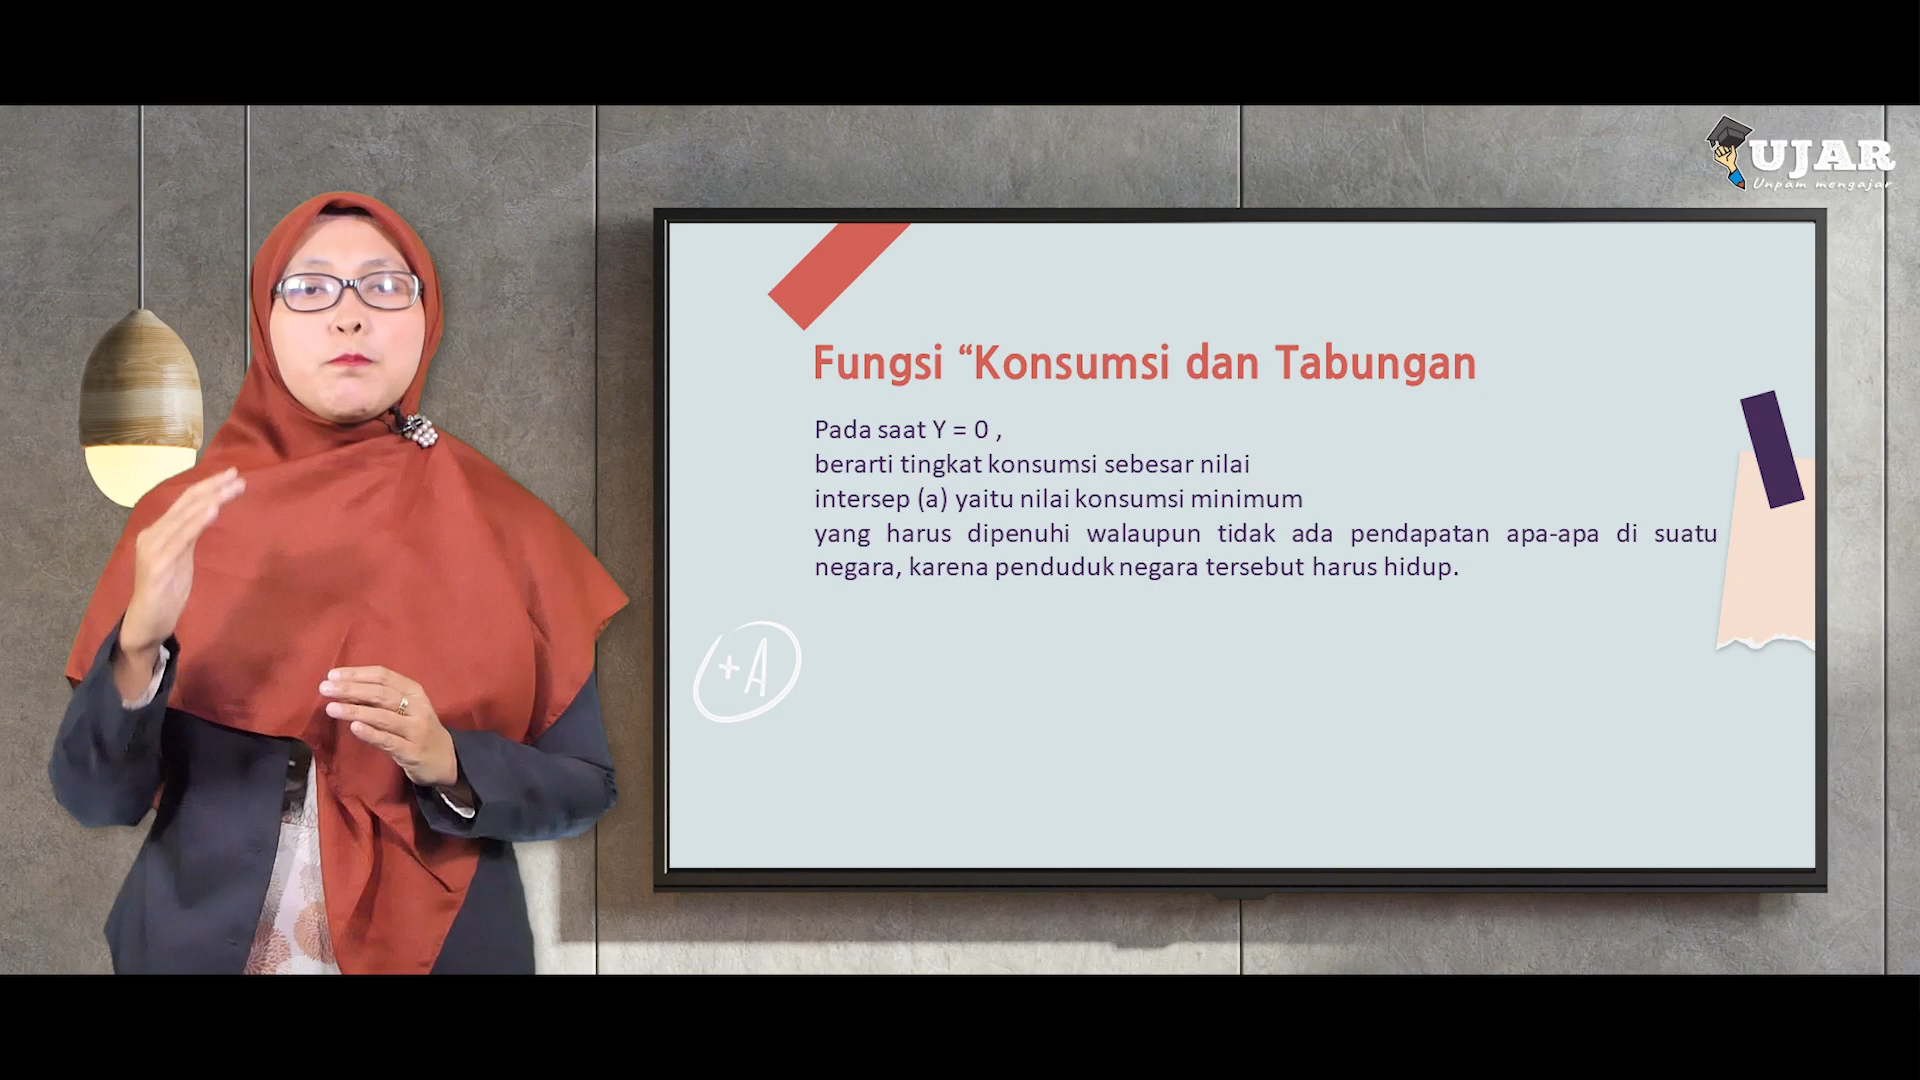 UJAR
Unpam mengajar
Fungsi “Konsumsi dan Tabungan
Pada saat Y = 0 ,
berarti tingkat konsumsi sebesar nilai
intersep (a) yaitu nilai konsumsi minimum
yang harus dipenuhi walaupun tidak ada pendapatan apa-apa di suatu
negara, karena penduduk negara tersebut harus hidup.
+A